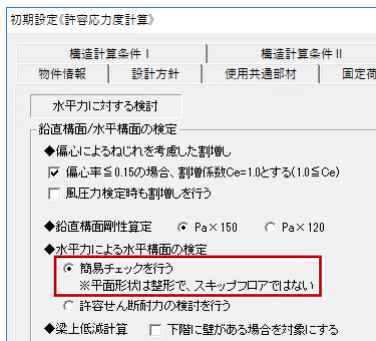 初期設定《許容応力度計算》
構造計算条件Ⅰ 構造計算条件Ⅱ
物件情報 設計方針 使用共通部材 固定荷
水平力に対する検討
鉛直構面/水平構面の検定
◆偏心によるねじれを考慮した割増し
偏心率≦0.15の場合、割増係数Ce=1.0とする(1.0≦Ce)
風圧力検定時も割増しを行う
◆鉛直構面剛性算定 Pa×150 Pa×120
◆水平力による水平構面の検定
簡易チェックを行う
※平面形状は整形で、スキップフロアではない
許容せん断耐力の検討を行う
◆梁上低減計算 下階に壁がある場合を対象にする